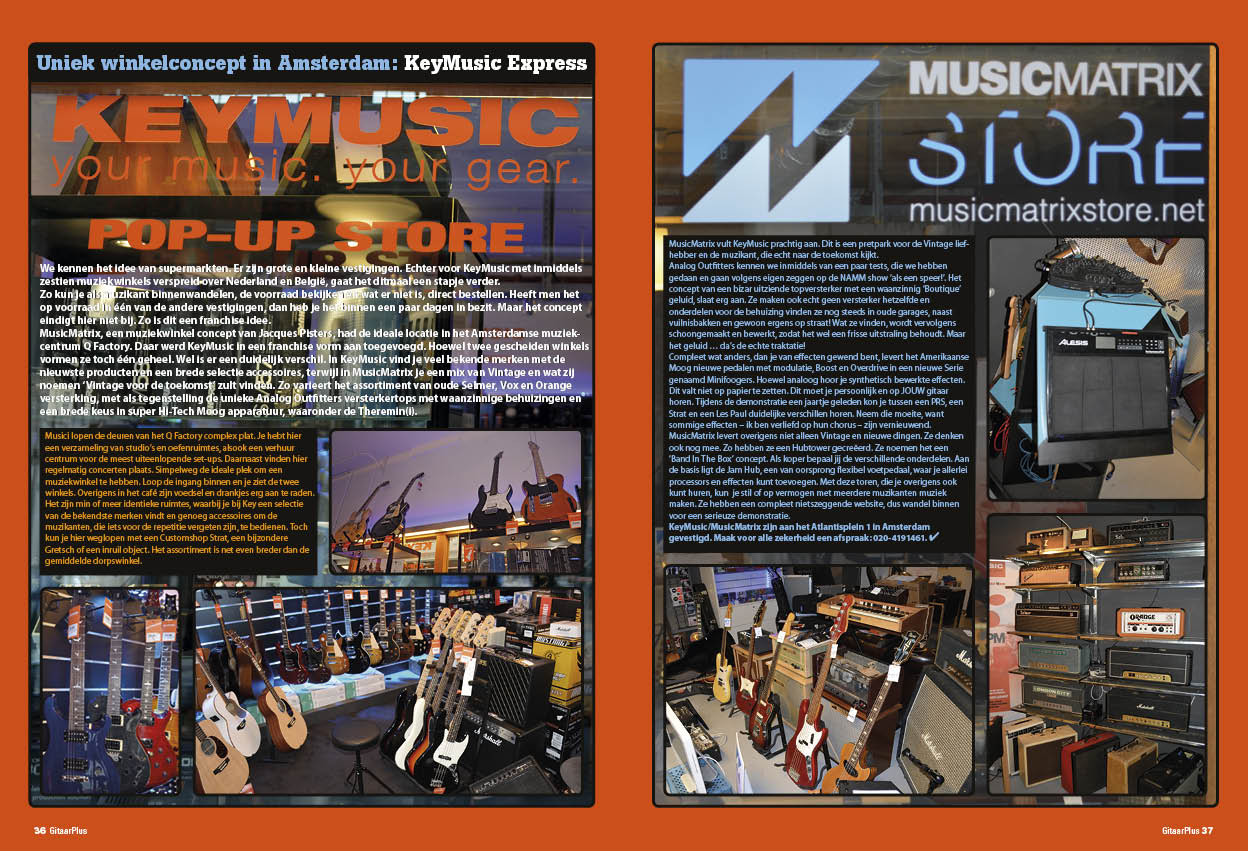 Uniek winkelconcept in Amsterdam: KeyMusic Express
KEYMUSIC
your music. your gear.
POP-UP STORE
We kennen het idee van supermarkten. Er zijn grote en kleine vestigingen. Echter voor KeyMusic met inmiddels
zestien muziekwinkels verspreid over Nederland en België, gaat het ditmaal een stapje verder.
Zo kun je als muzikant binnenwandelen, de voorraad bekijken en wat er niet is, direct bestellen. Heeft men het
op voorraad in één van de andere vestigingen, dan heb je het binnen een paar dagen in bezit. Maar het concept
eindigt hier niet bij. Zo is dit een franchise idee.
MusicMatrix, een muziekwinkel concept van Jacques Pisters, had de ideale locatie in het Amsterdamse muziek-
centrum Q Factory. Daar werd KeyMusic in een franchise vorm aan toegevoegd. Hoewel twee gescheiden winkels
vormen ze toch één geheel. Wel is er een duidelijk verschil. In KeyMusic vind je veel bekende merken met de
nieuwste producten en een brede selectie accessoires, terwijl in MusicMatrix je een mix van Vintage en wat zij
noemen ‘Vintage voor de toekomst’ zult vinden. Zo varieert het assortiment van oude Selmer, Vox en Orange
versterking, met als tegenstelling de unieke Analog Outfitters versterkertops met waanzinnige behuizingen en
een brede keus in super Hi-Tech Moog apparatuur, waaronder de Theremin(i).
Musici lopen de deuren van het Q Factory complex plat. Je hebt hier
een verzameling van studio's en oefenruimtes, alsook een verhuur
centrum voor de meest uiteenlopende set-ups. Daarnaast vinden hier
regelmatig concerten plaats. Simpelweg de ideale plek om een
muziekwinkel te hebben. Loop de ingang binnen en je ziet de twee
winkels. Overigens in het café zijn voedsel en drankjes erg aan te raden.
Het zijn min of meer identieke ruimtes, waarbij je bij Key een selectie
van de bekendste merken vindt en genoeg accessoires om de
muzikanten, die iets voor de repetitie vergeten zijn, te bedienen. Toch
kun je hier weglopen met een Customshop Strat, een bijzondere
Gretsch of een inruil object. Het assortiment is net even breder dan de
gemiddelde dorpswinkel.
Marshall
Marshall
36 GitaarPlus
MUSICMATRIX
STORE
musicmatrixstore.net
MusicMatrix vult KeyMusic prachtig aan. Dit is een pretpark voor de Vintage lief-
hebber en de muzikant, die echt naar de toekomst kijkt.
Analog Outfitters kennen we inmiddels van een paar tests, die we hebben
gedaan en gaan volgens eigen zeggen op de NAMM show ‘als een speer!’. Het
concept van een bizar uitziende topversterker met een waanzinnig ‘Boutique’
geluid, slaat erg aan. Ze maken ook echt geen versterker hetzelfde en
onderdelen voor de behuizing vinden ze nog steeds in oude garages, naast
vuilnisbakken en gewoon ergens op straat! Wat ze vinden, wordt vervolgens
schoongemaakt en bewerkt, zodat het wel een frisse uitstraling behoudt. Maar
het geluid … da's de echte traktatie!
Compleet wat anders, dan je van effecten gewend bent, levert het Amerikaanse
Moog nieuwe pedalen met modulatie, Boost en Overdrive in een nieuwe Serie
genaamd Minifoogers. Hoewel analoog hoor je synthetisch bewerkte effecten.
Dit valt niet op papier te zetten. Dit moet je persoonlijk en op JOUW gitaar
horen. Tijdens de demonstratie een jaartje geleden kon je tussen een PRS, een
Strat en een Les Paul duidelijke verschillen horen. Neem die moeite, want
sommige effecten – ik ben verliefd op hun chorus – zijn vernieuwend.
MusicMatrix levert overigens niet alleen Vintage en nieuwe dingen. Ze denken
ook nog mee. Zo hebben ze een Hubtower gecreëerd. Ze noemen het een
‘Band In The Box’ concept. Als koper bepaal jij de verschillende onderdelen. Aan
de basis ligt de Jam Hub, een van oorsprong flexibel voetpedaal, waar je allerlei
processors en effecten kunt toevoegen. Met deze toren, die je overigens ook
kunt huren, kun je stil of op vermogen met meerdere muzikanten muziek
maken. Ze hebben een compleet nietszeggende website, dus wandel binnen
voor een serieuze demonstratie.
KeyMusic/MusicMatrix zijn aan het Atlantisplein 1 in Amsterdam
gevestigd. Maak voor alle zekerheid een afspraak: 020-4191461. ✔
ALESIS
Marshall
Marshall
ORANGE
LONDON CITY
Marshall
GitaarPlus 37